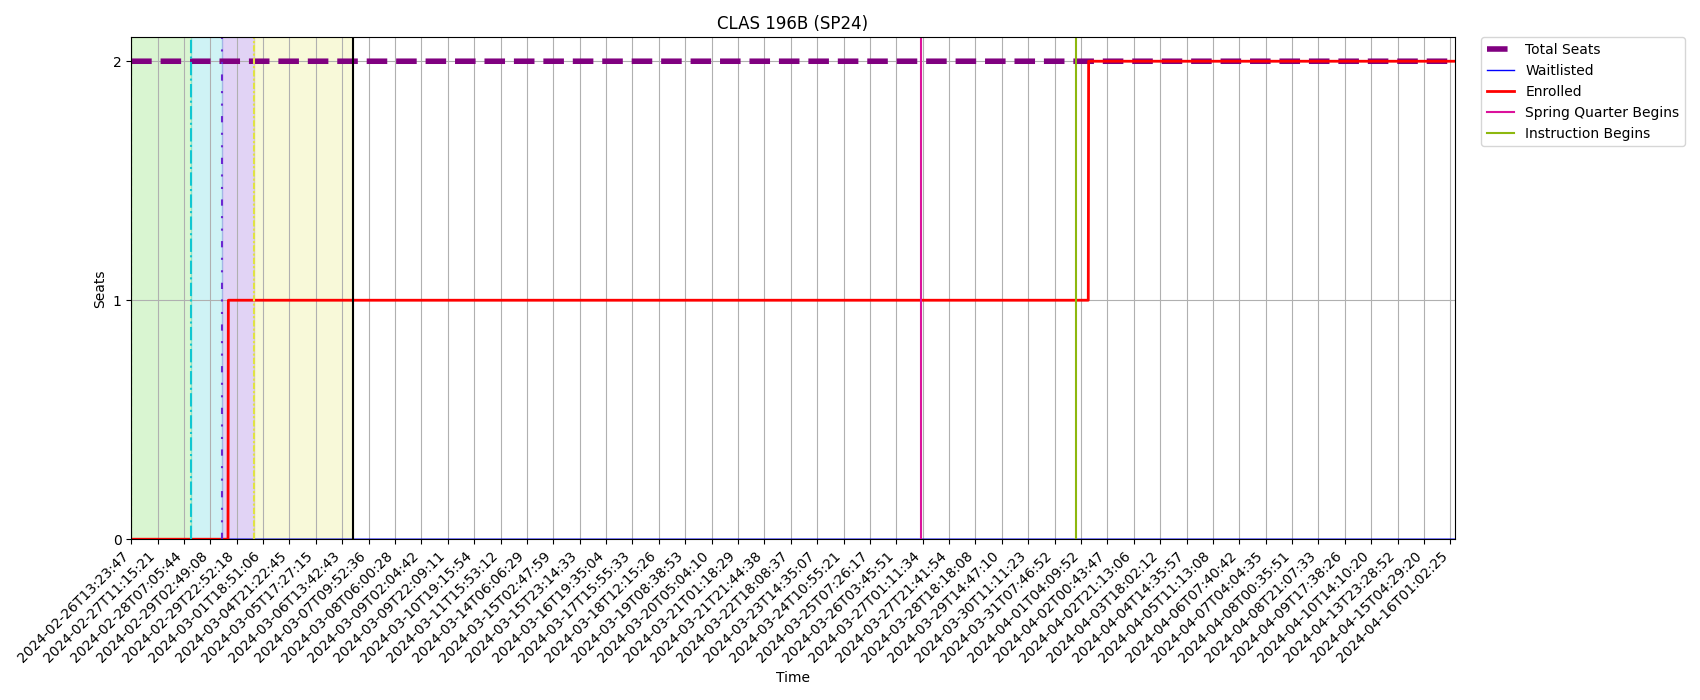 CLAS 196B (SP24)
Total Seats
Waitlisted
Enrolled
Spring Quarter Begins
Instruction Begins
Seats
2
1
0
2024-02-26T13:23:47
2024-02-27T11:15:21
2024-02-28T07:05:44
2024-02-29T02:49:08
2024-02-29T22:52:18
2024-03-01T18:51:06
2024-03-04T21:22:45
2024-03-05T17:27:15
2024-03-06T13:42:43
2024-03-07T09:52:36
2024-03-08T06:00:28
2024-03-09T02:04:42
2024-03-09T22:09:11
2024-03-10T19:15:54
2024-03-11T15:53:12
2024-03-14T06:06:29
2024-03-15T02:47:59
2024-03-15T23:14:33
2024-03-16T19:35:04
2024-03-17T15:55:33
2024-03-18T12:15:26
2024-03-19T08:38:53
2024-03-20T05:04:10
2024-03-21T01:18:29
2024-03-21T21:44:38
2024-03-22T18:08:37
2024-03-23T14:35:07
2024-03-24T10:55:21
2024-03-25T07:26:17
2024-03-26T03:45:51
2024-03-27T01:11:34
2024-03-27T21:41:54
2024-03-28T18:18:09
2024-03-29T14:47:10
2024-03-30T11:11:23
2024-03-31T07:46:52
2024-04-01T04:09:52
2024-04-02T00:43:47
2024-04-02T21:13:06
2024-04-03T18:02:12
2024-04-04T14:35:57
2024-04-05T11:13:08
2024-04-06T07:40:42
2024-04-07T04:04:35
2024-04-08T00:35:51
2024-04-08T21:07:33
2024-04-09T17:38:26
2024-04-10T14:10:20
2024-04-13T23:28:52
2024-04-15T04:29:20
2024-04-16T01:02:25
Time